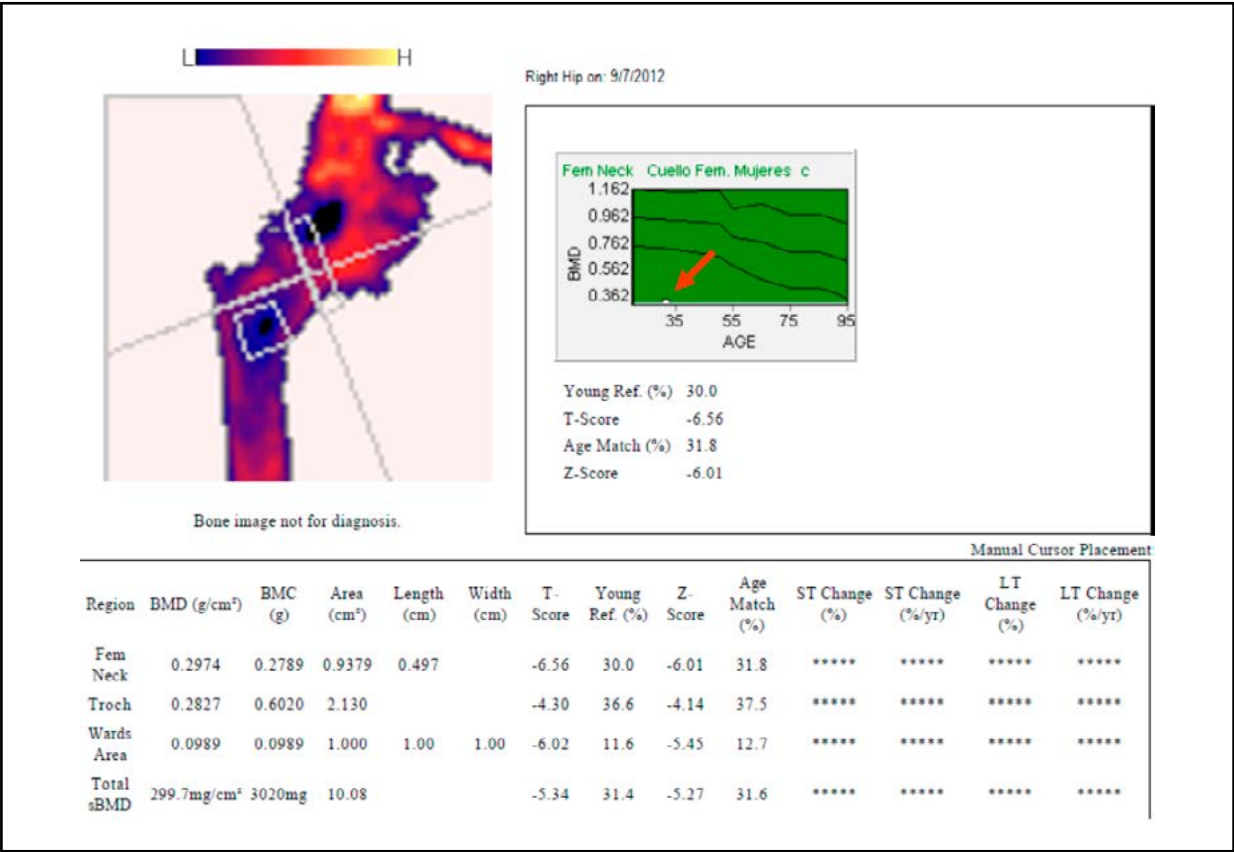 L H
Right Hip on: 9/7/2012
Fem Neck Cuello Fem. Mujeres c
1.162
0.962
0.762
0.562
0.362
BMD
35 55 75 95
AGE
Young Ref. (%) 30.0
T-Score -6.56
Age Match (%) 31.8
Z-Score -6.01
Bone image not for diagnosis.
Manual Cursor Placement
Region BMD (g/cm²) BMC (g) Area (cm²) Length (cm) Width (cm) T-Score Young Ref. (%) Z-Score Age Match (%) ST Change (%) ST Change (%/yr) LT Change (%) LT Change (%/yr)
Fem Neck 0.2974 0.2789 0.9379 0.497 -6.56 30.0 -6.01 31.8 ***** ***** ***** *****
Troch 0.2827 0.6020 2.130 -4.30 36.6 -4.14 37.5 ***** ***** ***** *****
Wards Area 0.0989 0.0989 1.000 1.00 1.00 -6.02 11.6 -5.45 12.7 ***** ***** ***** *****
Total sBMD 299.7mg/cm² 3020mg 10.08 -5.34 31.4 -5.27 31.6 ***** ***** ***** *****